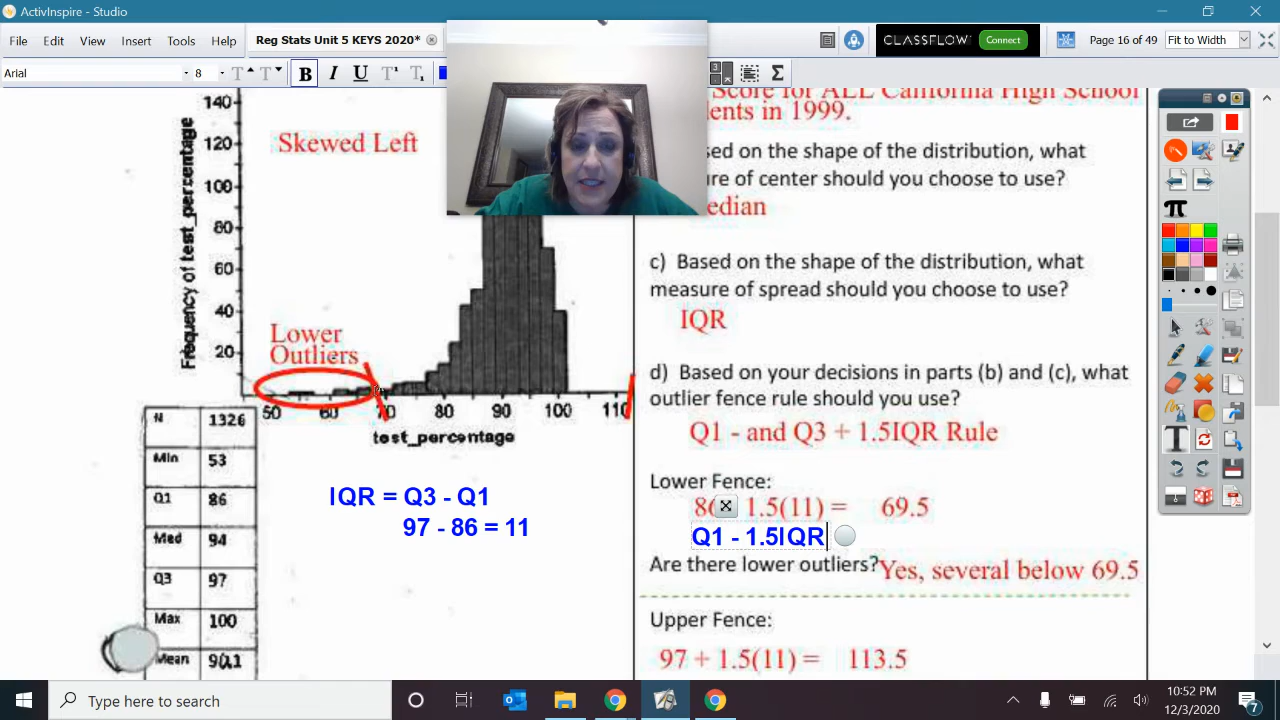 ActivInspire - Studio
File Edit View Insert Tools Help
Reg Stats Unit 5 KEYS 2020*
CLASSFLOW Connect
Page 16 of 49 Fit to Width
Arial 8 B I U
Score for ALL California High School
ents in 1999.
sed on the shape of the distribution, what
re of center should you choose to use?
edian
c) Based on the shape of the distribution, what
measure of spread should you choose to use?
IQR
d) Based on your decisions in parts (b) and (c), what
outlier fence rule should you use?
Q1 - and Q3 + 1.5IQR Rule
Lower Fence:
86 1.5(11) = 69.5
Q1 - 1.5IQR
Are there lower outliers? Yes, several below 69.5
Upper Fence:
97 + 1.5(11) = 113.5
Skewed Left
Frequency of test_percentage
140
120
100
80
60
40
20
Lower
Outliers
50 60 70 80 90 100 110
test_percentage
N 1326
Min 53
Q1 86
Med 94
Q3 97
Max 100
Mean
IQR = Q3 - Q1
97 - 86 = 11
Type here to search
10:52 PM
12/3/2020
7